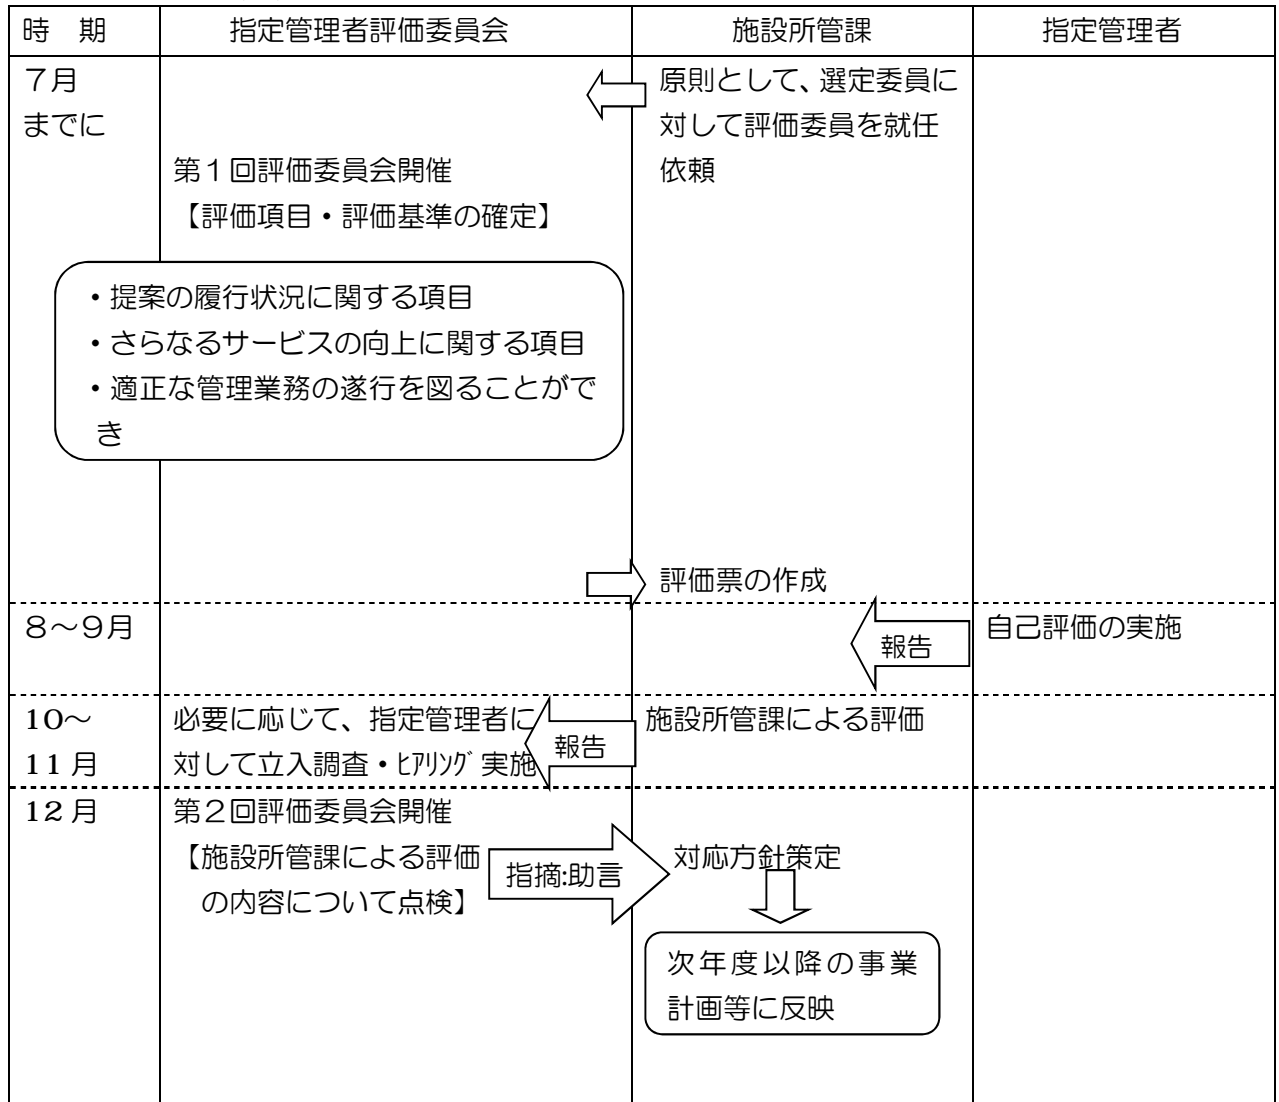 時　期
指定管理者評価委員会
施設所管課
指定管理者
７月
までに
原則として、選定委員に
対して評価委員を就任
依頼
第１回評価委員会開催
【評価項目・評価基準の確定】
・提案の履行状況に関する項目
・さらなるサービスの向上に関する項目
・適正な管理業務の遂行を図ることがで
き
評価票の作成
８～９月
報告
自己評価の実施
10～
11月
必要に応じて、指定管理者に
対して立入調査・ﾋｱﾘﾝｸﾞ実施
報告
施設所管課による評価
12月
第２回評価委員会開催
【施設所管課による評価
の内容について点検】
指摘:助言
対応方針策定
次年度以降の事業
計画等に反映